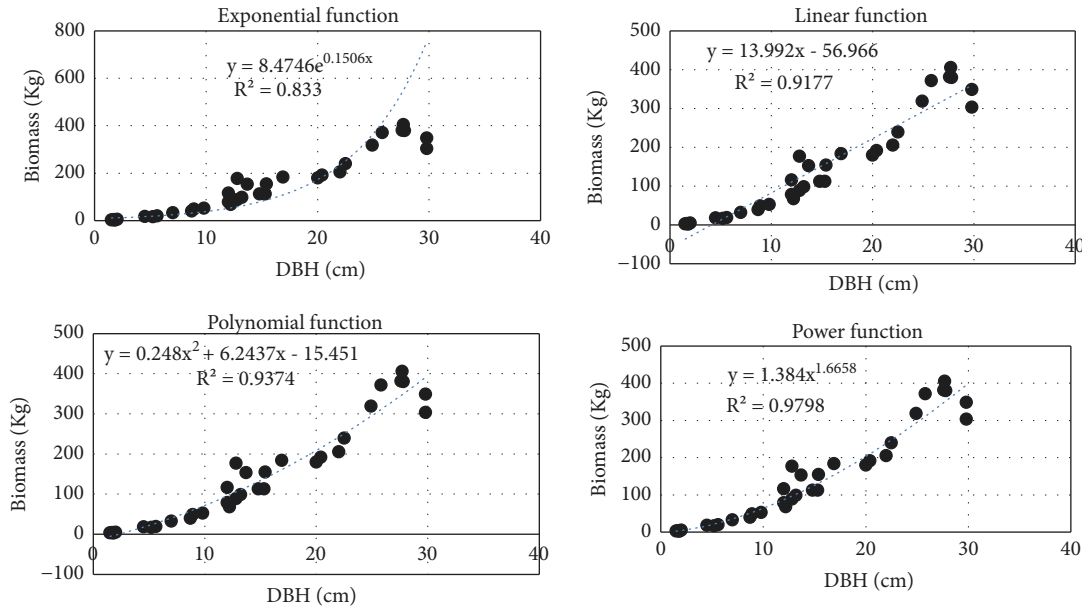 Exponential function
800
600
400
200
0
0 10 20 30 40
Biomass (Kg)
DBH (cm)
y = 8.4746e^0.1506x
R² = 0.833
Linear function
500
400
300
200
100
0
−100
0 10 20 30 40
Biomass (Kg)
DBH (cm)
y = 13.992x - 56.966
R² = 0.9177
Polynomial function
500
400
300
200
100
0
−100
0 10 20 30 40
Biomass (Kg)
DBH (cm)
y = 0.248x² + 6.2437x - 15.451
R² = 0.9374
Power function
500
400
300
200
100
0
0 10 20 30 40
Biomass (Kg)
DBH (cm)
y = 1.384x^1.6658
R² = 0.9798